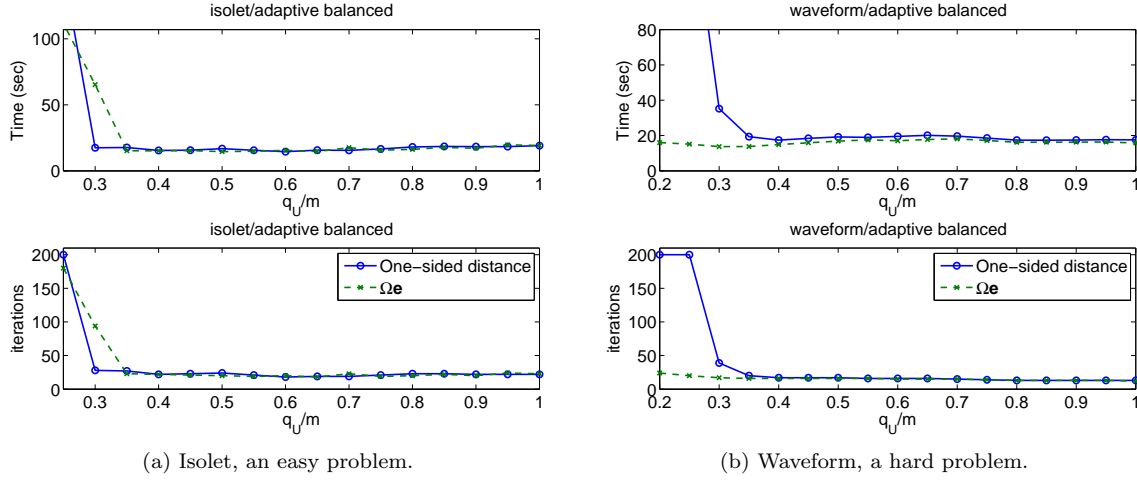 isolet/adaptive balanced
Time (sec)
100
50
0
0.3 0.4 0.5 0.6 0.7 0.8 0.9 1
q_U/m
isolet/adaptive balanced
iterations
200
150
100
50
0
One-sided distance
Ωe
0.3 0.4 0.5 0.6 0.7 0.8 0.9 1
q_U/m
(a) Isolet, an easy problem.
waveform/adaptive balanced
Time (sec)
80
60
40
20
0
0.2 0.3 0.4 0.5 0.6 0.7 0.8 0.9 1
q_U/m
waveform/adaptive balanced
iterations
200
150
100
50
0
One-sided distance
Ωe
0.2 0.3 0.4 0.5 0.6 0.7 0.8 0.9 1
q_U/m
(b) Waveform, a hard problem.